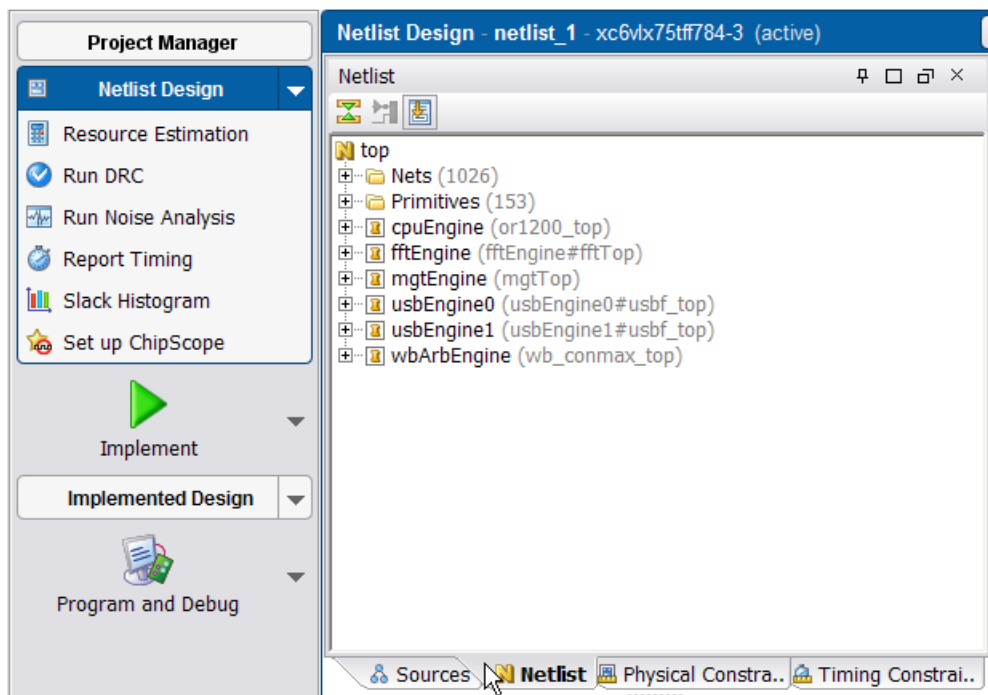 Project Manager
Netlist Design
Resource Estimation
Run DRC
Run Noise Analysis
Report Timing
Slack Histogram
Set up ChipScope
Implement
Implemented Design
Program and Debug
Netlist Design - netlist_1 - xc6vlx75tff784-3 (active)
Netlist
top
Nets (1026)
Primitives (153)
cpuEngine (or1200_top)
fftEngine (fftEngine#fftTop)
mgtEngine (mgtTop)
usbEngine0 (usbEngine0#usbf_top)
usbEngine1 (usbEngine1#usbf_top)
wbArbEngine (wb_conmax_top)
Sources Netlist Physical Constra.. Timing Constrai..